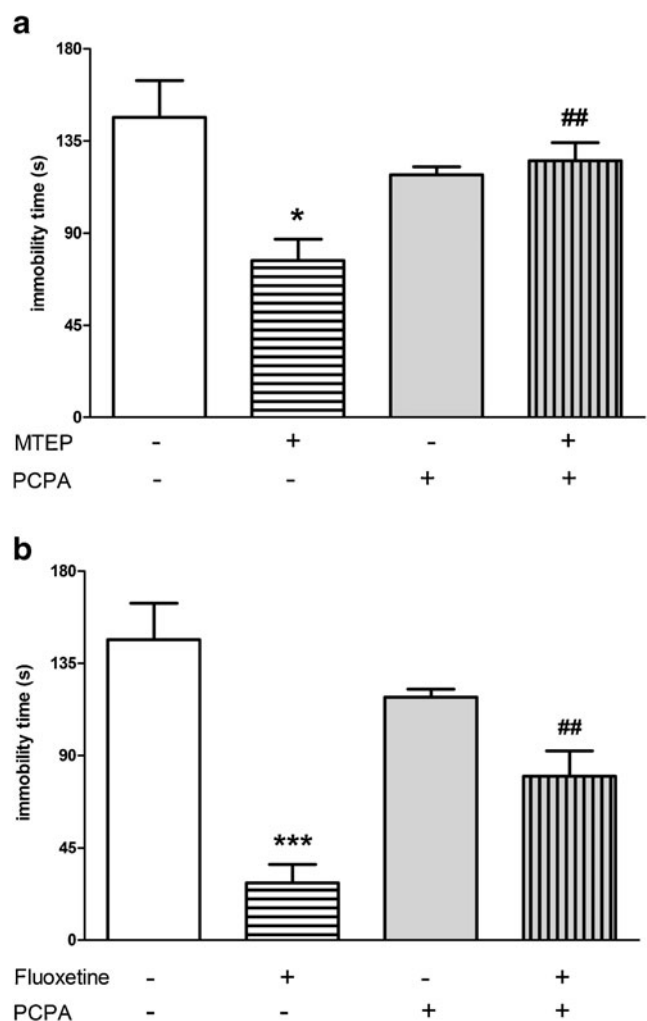 a
180
135
90
45
0
immobility time (s)
*
##
MTEP - + - +
PCPA - - + +
b
180
135
90
45
0
immobility time (s)
***
##
Fluoxetine - + - +
PCPA - - + +